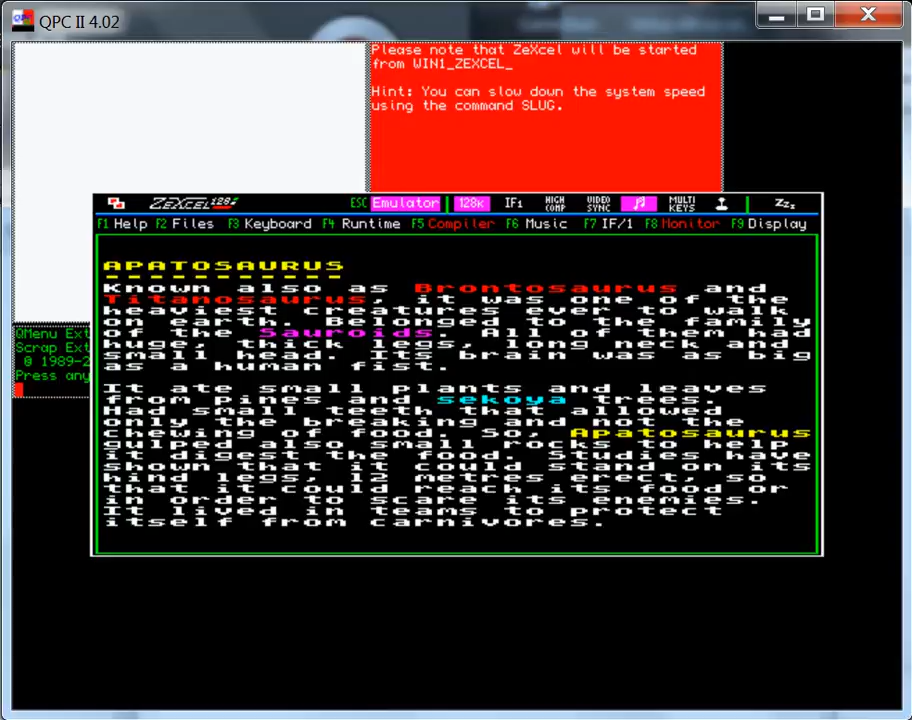 QPC II 4.02
Please note that ZeXcel will be started
from WIN1_ZEXCEL_
Hint: You can slow down the system speed
using the command SLUG.
ZEXCEL 128
ESC Emulator 128k IF1 HIGH COMP VIDEO SYNC MULTI KEYS Zzz
F1 Help F2 Files F3 Keyboard F4 Runtime F5 Compiler F6 Music F7 IF/1 F8 Monitor F9 Display
APATOSAURUS
Known also as Brontosaurus and
Titanosaurus, it was one of the
heaviest creatures ever to walk
on earth. Belonged to the family
of the Sauroids. All of them had
huge, thick legs, long neck and
small head. Its brain was as big
as a human fist.
It ate small plants and leaves
from pines and sekoya trees.
Had small teeth that allowed
only the breaking and not the
chewing of food. So, Apatosaurus
gulped also small rocks to help
it digest the food. Studies have
shown that it could stand on its
hind legs, 12 metres erect, so
that it could reach its food or
in order to scare its enemies.
It lived in teams to protect
itself from carnivores.
QMenu Ext
Scrap Ext
@ 1989-2
Press any